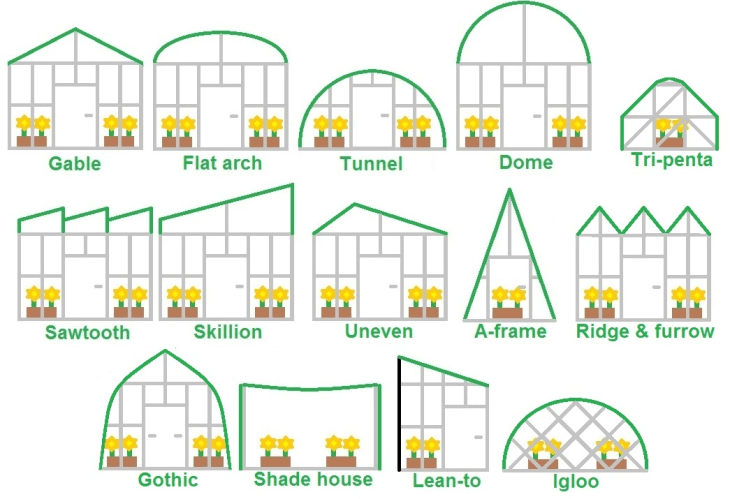 Gable
Flat arch
Tunnel
Dome
Tri-penta
Sawtooth
Skillion
Uneven
A-frame
Ridge & furrow
Gothic
Shade house
Lean-to
Igloo